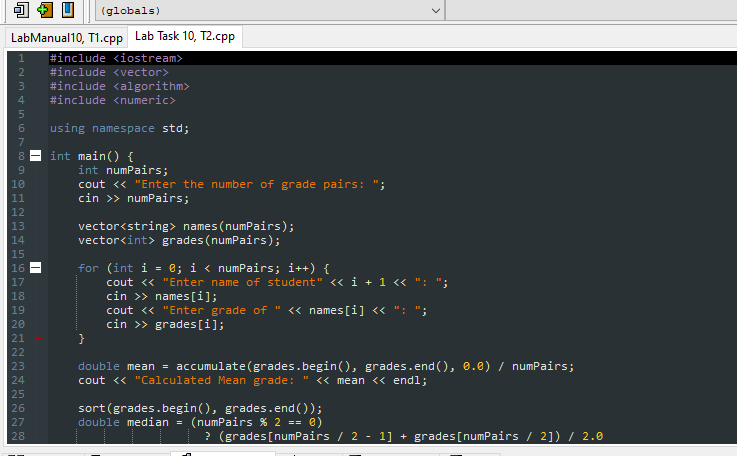 (globals)
LabManual10, T1.cpp Lab Task 10, T2.cpp
1 #include <iostream>
2 #include <vector>
3 #include <algorithm>
4 #include <numeric>
5
6 using namespace std;
7
8 int main() {
9 int numPairs;
10 cout << "Enter the number of grade pairs: ";
11 cin >> numPairs;
12
13 vector<string> names(numPairs);
14 vector<int> grades(numPairs);
15
16 for (int i = 0; i < numPairs; i++) {
17 cout << "Enter name of student" << i + 1 << ": ";
18 cin >> names[i];
19 cout << "Enter grade of " << names[i] << ": ";
20 cin >> grades[i];
21 }
22
23 double mean = accumulate(grades.begin(), grades.end(), 0.0) / numPairs;
24 cout << "Calculated Mean grade: " << mean << endl;
25
26 sort(grades.begin(), grades.end());
27 double median = (numPairs % 2 == 0)
28 ? (grades[numPairs / 2 - 1] + grades[numPairs / 2]) / 2.0